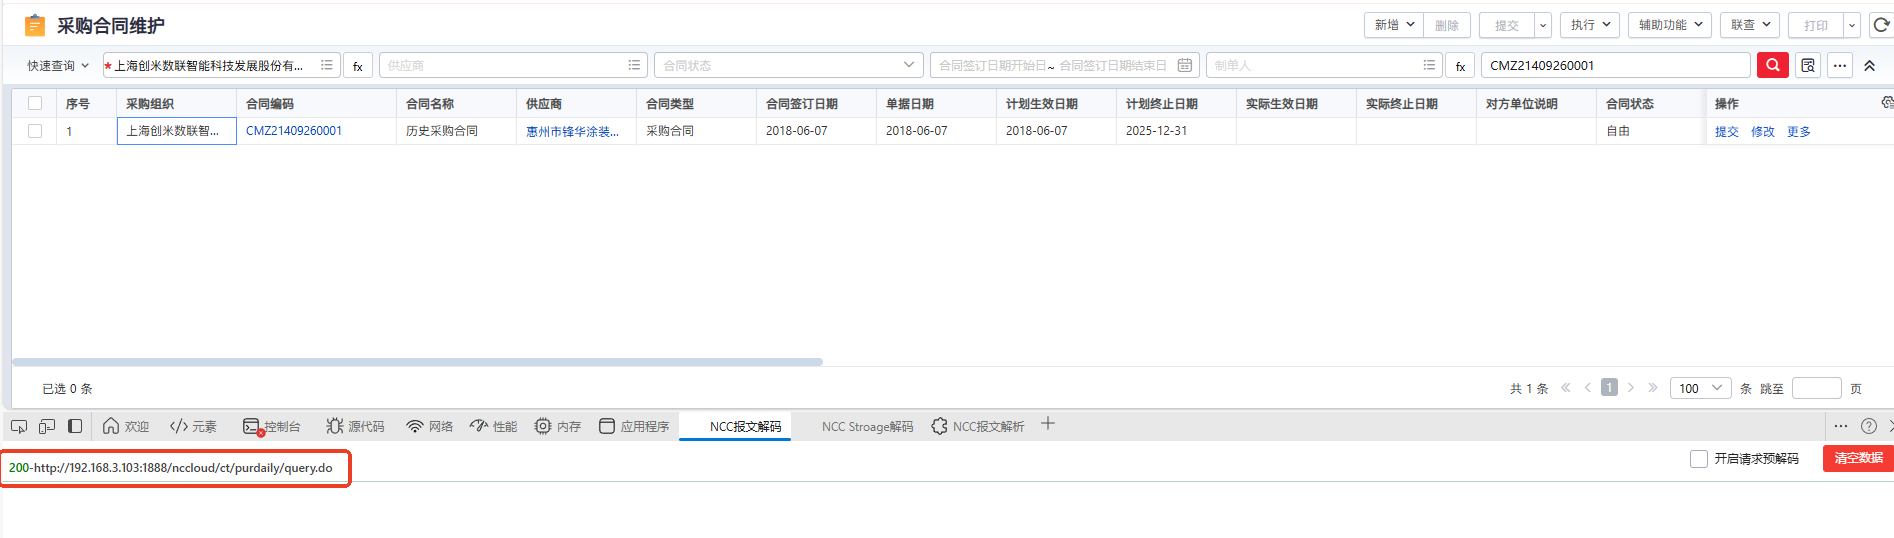 采购合同维护
新增 删除 提交 执行 辅助功能 联查 打印
快速查询 *上海创米数联智能科技发展股份有... fx 供应商 合同状态 合同签订日期开始日~ 合同签订日期结束日 制单人 fx CMZ21409260001
序号 采购组织 合同编码 合同名称 供应商 合同类型 合同签订日期 单据日期 计划生效日期 计划终止日期 实际生效日期 实际终止日期 对方单位说明 合同状态 操作
1 上海创米数联智... CMZ21409260001 历史采购合同 惠州市锋华涂装... 采购合同 2018-06-07 2018-06-07 2018-06-07 2025-12-31 自由 提交 修改 更多
已选 0 条 共 1 条 1 100 条 跳至 页
欢迎 元素 控制台 源代码 网络 性能 内存 应用程序 NCC报文解码 NCC Stroage解码 NCC报文解析
200-http://192.168.3.103:1888/nccloud/ct/purdaily/query.do 开启请求预解码 清空数据